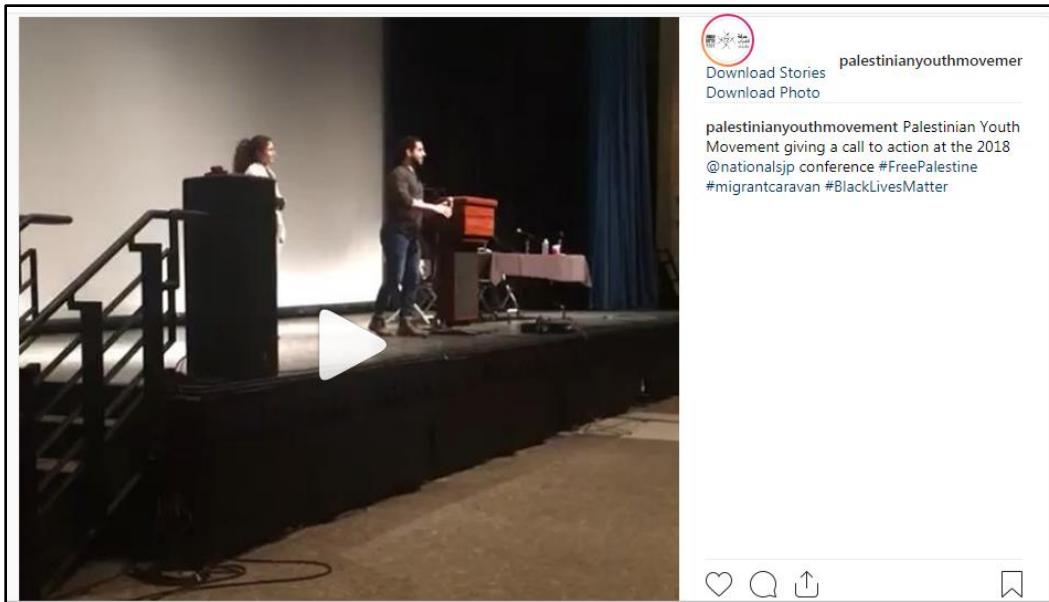 palestinianyouthmovemer
Download Stories
Download Photo
palestinianyouthmovement Palestinian Youth
Movement giving a call to action at the 2018
@nationalsjp conference #FreePalestine
#migrantcaravan #BlackLivesMatter